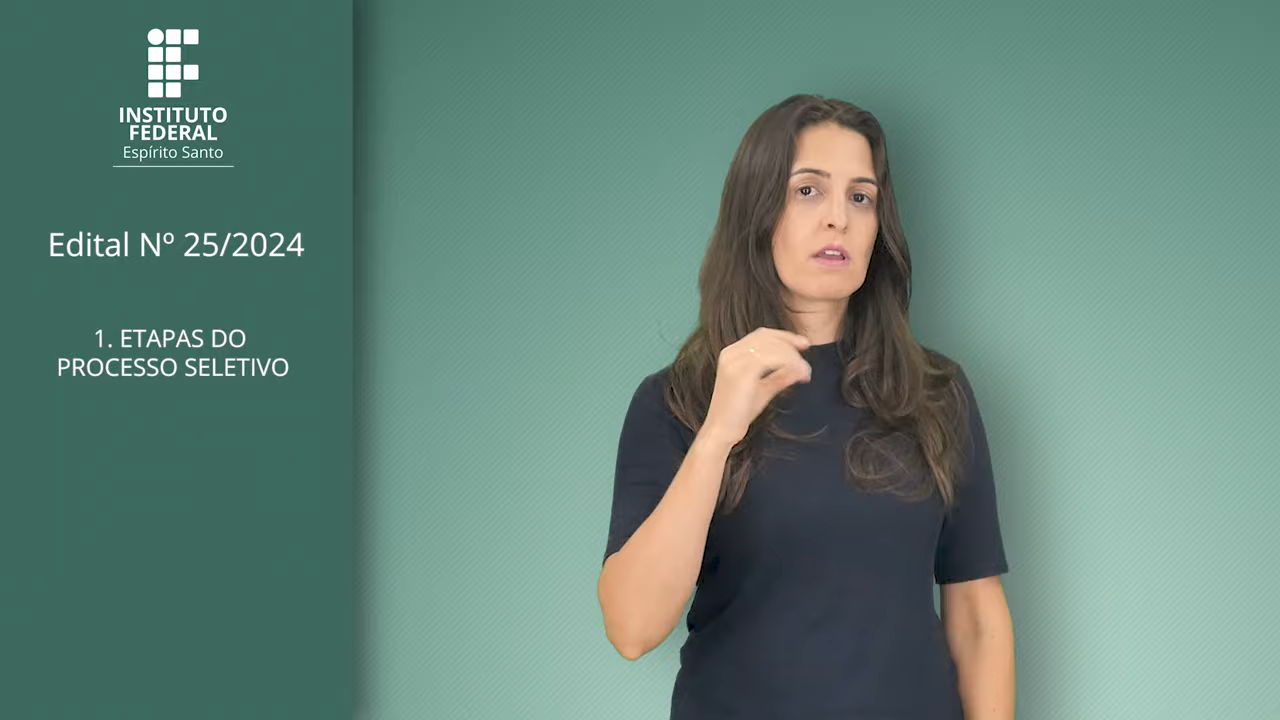 INSTITUTO
FEDERAL
Espírito Santo
Edital Nº 25/2024
1. ETAPAS DO
PROCESSO SELETIVO